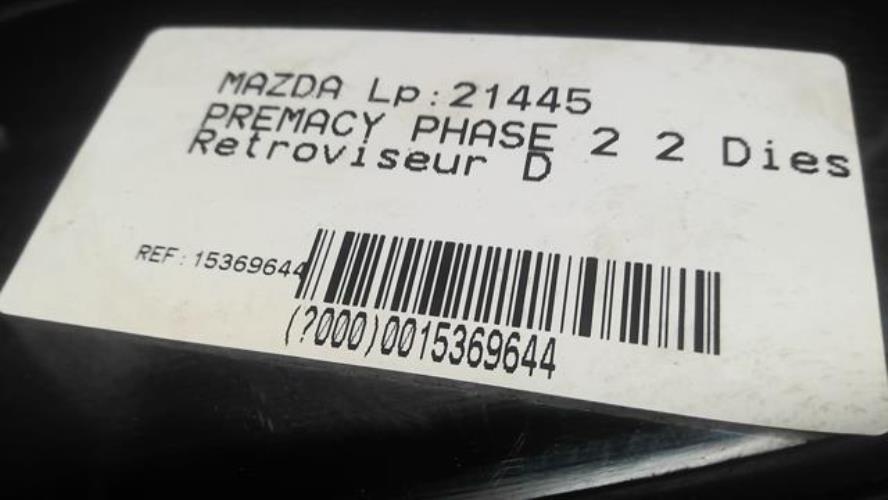 MAZDA Lp:21445
PREMACY PHASE 2 2 Dies
Retroviseur D
REF:15369644
(?000)0015369644